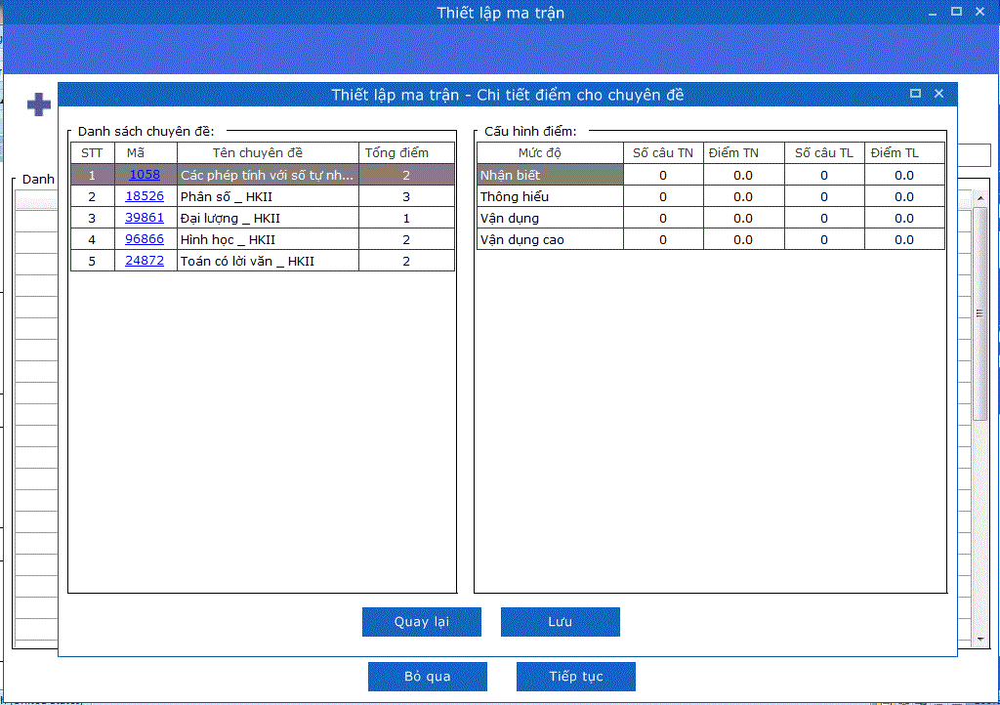 Thiết lập ma trận
Thiết lập ma trận - Chi tiết điểm cho chuyên đề
Danh
Danh sách chuyên đề:
STT Mã Tên chuyên đề Tổng điểm
1 1058 Các phép tính với số tự nh... 2
2 18526 Phân số _ HKII 3
3 39861 Đại lượng _ HKII 1
4 96866 Hình học _ HKII 2
5 24872 Toán có lời văn _ HKII 2
Cấu hình điểm:
Mức độ Số câu TN Điểm TN Số câu TL Điểm TL
Nhận biết 0 0.0 0 0.0
Thông hiểu 0 0.0 0 0.0
Vận dụng 0 0.0 0 0.0
Vận dụng cao 0 0.0 0 0.0
Quay lại Lưu
Bỏ qua Tiếp tục